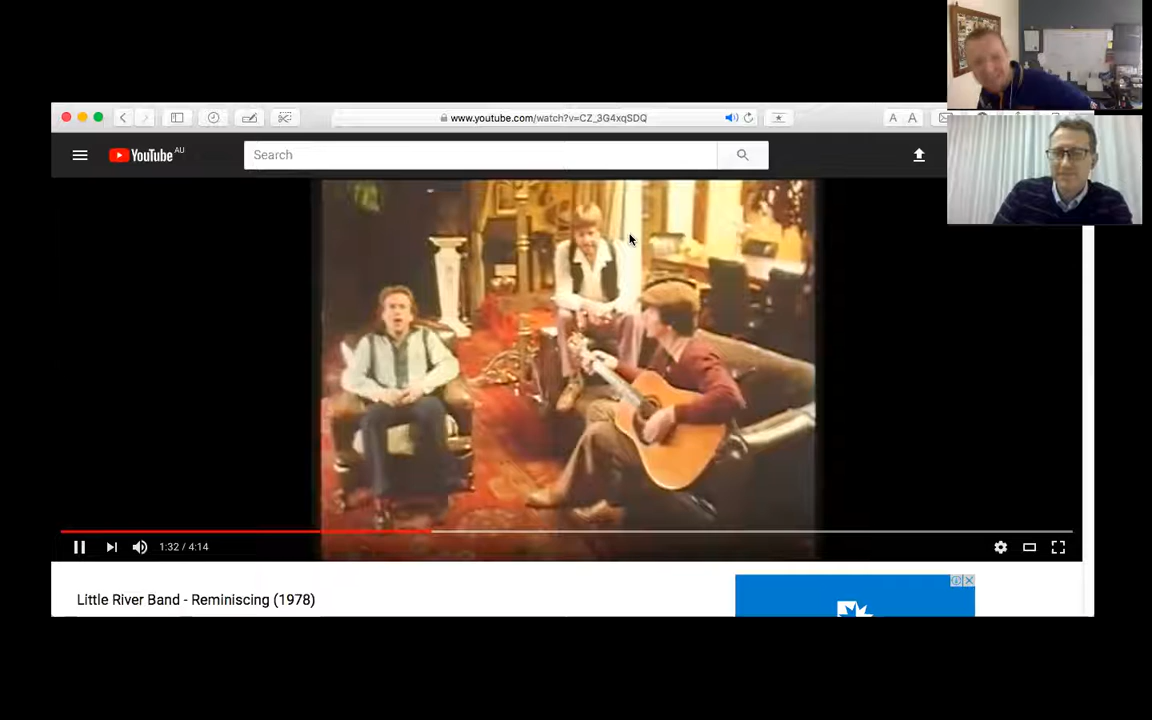 www.youtube.com/watch?v=CZ_3G4xqSDQ
A A
YouTube AU
Search
1:32 / 4:14
Little River Band - Reminiscing (1978)